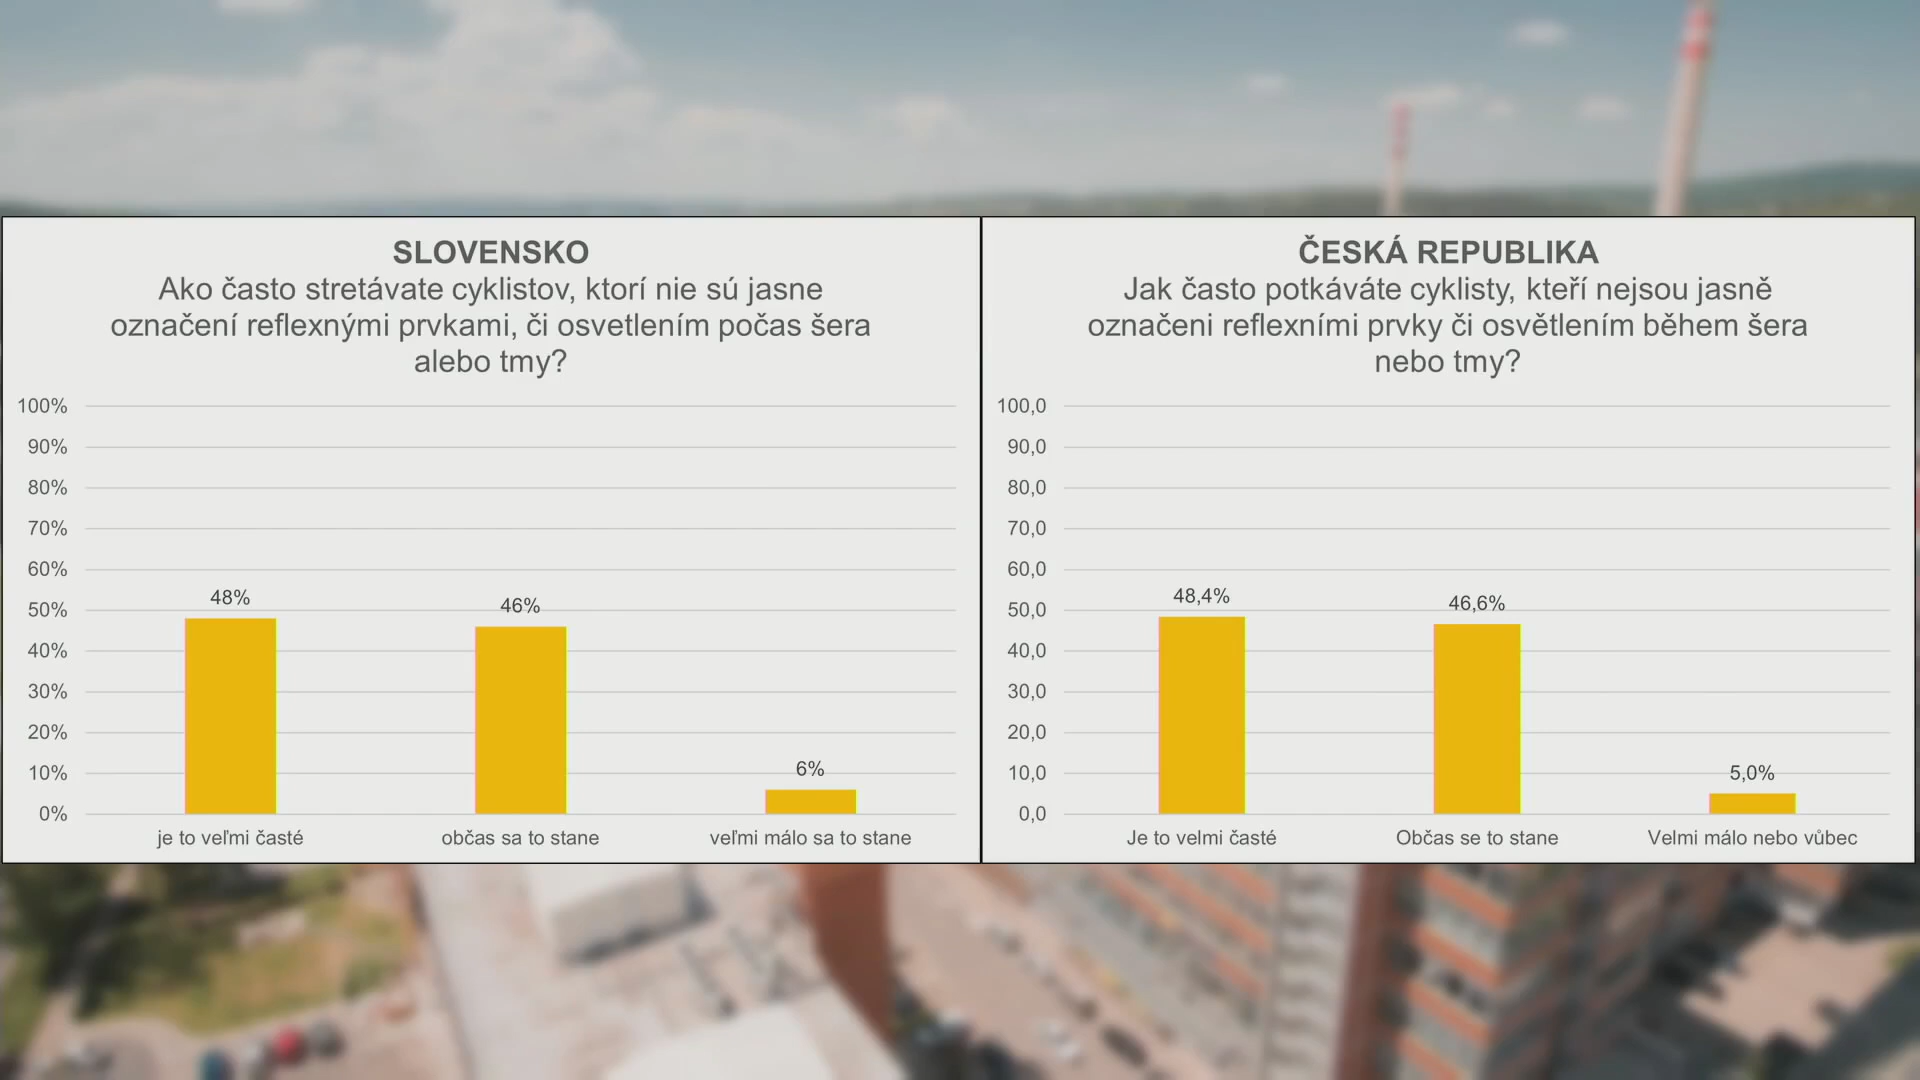 SLOVENSKO
Ako často stretávate cyklistov, ktorí nie sú jasne
označení reflexnými prvkami, či osvetlením počas šera
alebo tmy?
100%
90%
80%
70%
60%
50%
40%
30%
20%
10%
0%
48%
46%
6%
je to veľmi časté
občas sa to stane
veľmi málo sa to stane
ČESKÁ REPUBLIKA
Jak často potkáváte cyklisty, kteří nejsou jasně
označeni reflexními prvky či osvětlením během šera
nebo tmy?
100,0
90,0
80,0
70,0
60,0
50,0
40,0
30,0
20,0
10,0
0,0
48,4%
46,6%
5,0%
Je to velmi časté
Občas se to stane
Velmi málo nebo vůbec